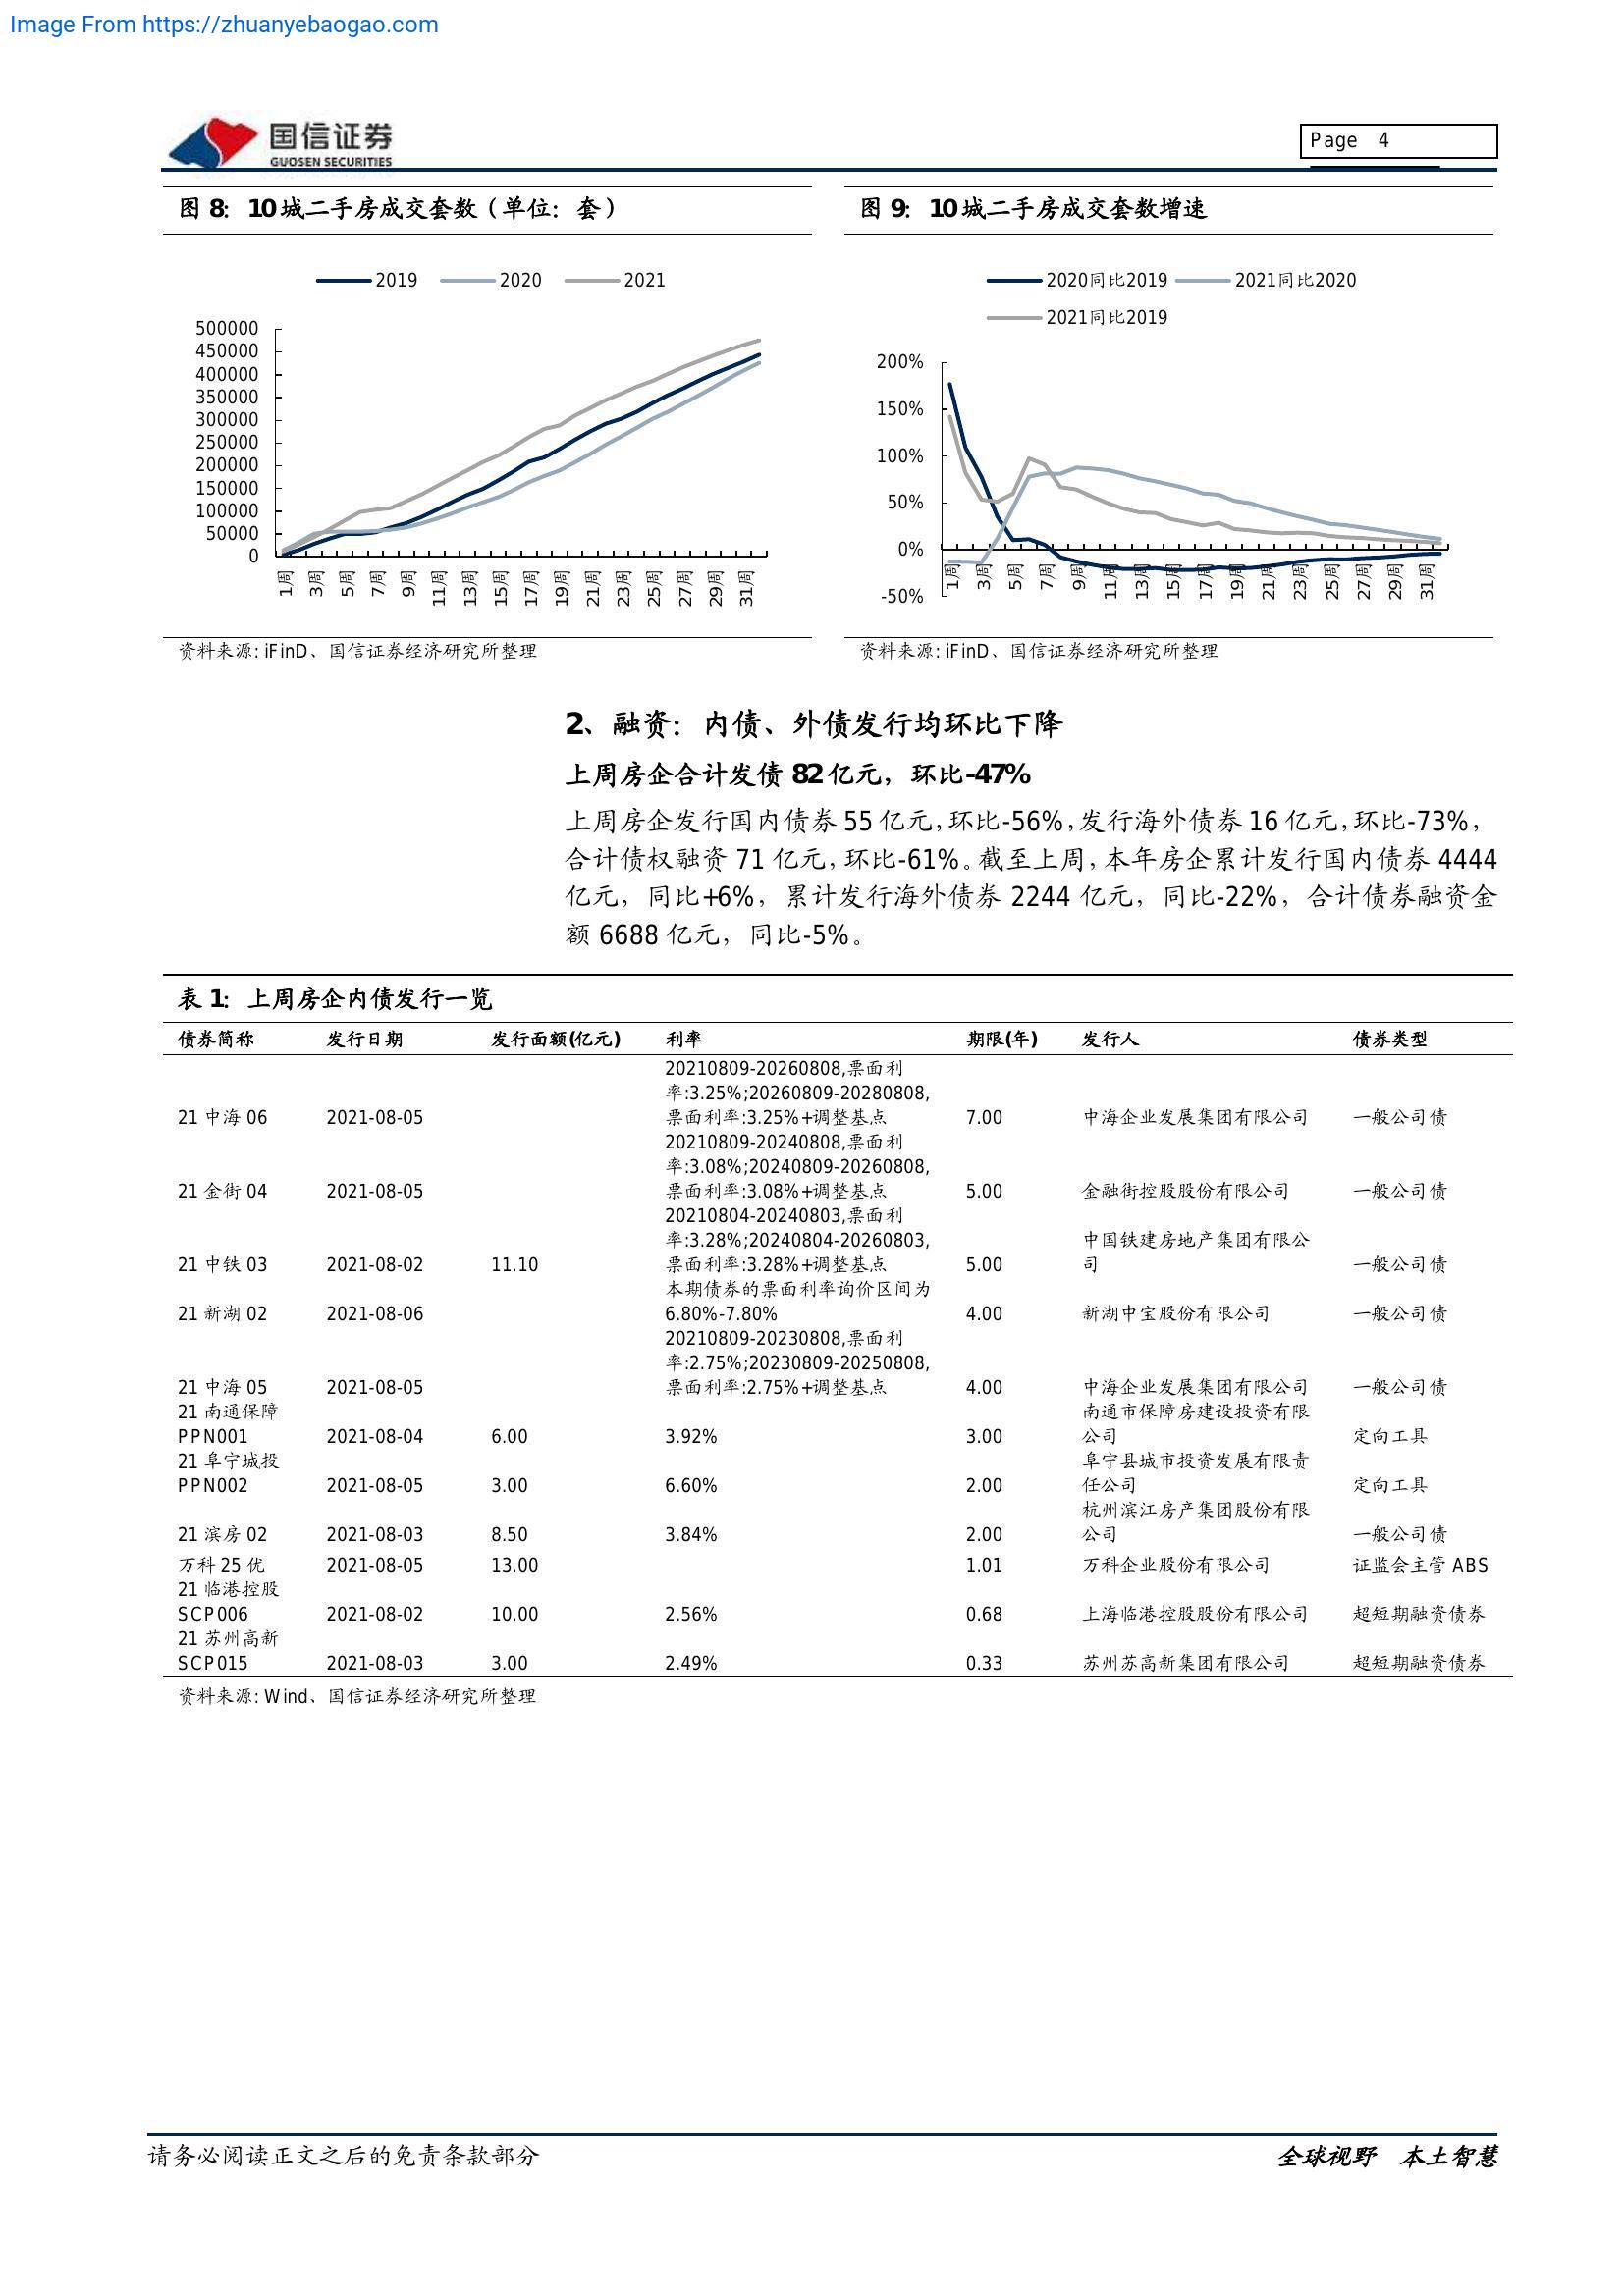 Image From https://zhuanyebaogao.com
国信证券
GUOSEN SECURITIES
Page 4
图 8: 10 城二手房成交套数（单位: 套）
2019 2020 2021
500000
450000
400000
350000
300000
250000
200000
150000
100000
50000
0
1周 3周 5周 7周 9周 11周 13周 15周 17周 19周 21周 23周 25周 27周 29周 31周
资料来源: iFinD、国信证券经济研究所整理
图 9: 10 城二手房成交套数增速
2020同比2019 2021同比2020
2021同比2019
200%
150%
100%
50%
0%
-50%
1周 3周 5周 7周 9周 11周 13周 15周 17周 19周 21周 23周 25周 27周 29周 31周
资料来源: iFinD、国信证券经济研究所整理
2、融资: 内债、外债发行均环比下降
上周房企合计发债 82 亿元, 环比-47%
上周房企发行国内债券 55 亿元, 环比-56%, 发行海外债券 16 亿元, 环比-73%,
合计债权融资 71 亿元, 环比-61%。截至上周, 本年房企累计发行国内债券 4444
亿元, 同比+6%, 累计发行海外债券 2244 亿元, 同比-22%, 合计债券融资金
额 6688 亿元, 同比-5%。
表 1: 上周房企内债发行一览
债券简称 发行日期 发行面额(亿元) 利率 期限(年) 发行人 债券类型
20210809-20260808,票面利
率:3.25%;20260809-20280808,
21 中海 06 2021-08-05 票面利率:3.25%+调整基点 7.00 中海企业发展集团有限公司 一般公司债
20210809-20240808,票面利
率:3.08%;20240809-20260808,
21 金街 04 2021-08-05 票面利率:3.08%+调整基点 5.00 金融街控股股份有限公司 一般公司债
20210804-20240803,票面利
率:3.28%;20240804-20260803, 中国铁建房地产集团有限公
21 中铁 03 2021-08-02 11.10 票面利率:3.28%+调整基点 5.00 司 一般公司债
本期债券的票面利率询价区间为
21 新湖 02 2021-08-06 6.80%-7.80% 4.00 新湖中宝股份有限公司 一般公司债
20210809-20230808,票面利
率:2.75%;20230809-20250808,
21 中海 05 2021-08-05 票面利率:2.75%+调整基点 4.00 中海企业发展集团有限公司 一般公司债
21 南通保障 南通市保障房建设投资有限
PPN001 2021-08-04 6.00 3.92% 3.00 公司 定向工具
21 阜宁城投 阜宁县城市投资发展有限责
PPN002 2021-08-05 3.00 6.60% 2.00 任公司 定向工具
杭州滨江房产集团股份有限
21 滨房 02 2021-08-03 8.50 3.84% 2.00 公司 一般公司债
万科 25 优 2021-08-05 13.00 1.01 万科企业股份有限公司 证监会主管 ABS
21 临港控股
SCP006 2021-08-02 10.00 2.56% 0.68 上海临港控股股份有限公司 超短期融资债券
21 苏州高新
SCP015 2021-08-03 3.00 2.49% 0.33 苏州苏高新集团有限公司 超短期融资债券
资料来源: Wind、国信证券经济研究所整理
请务必阅读正文之后的免责条款部分
全球视野 本土智慧